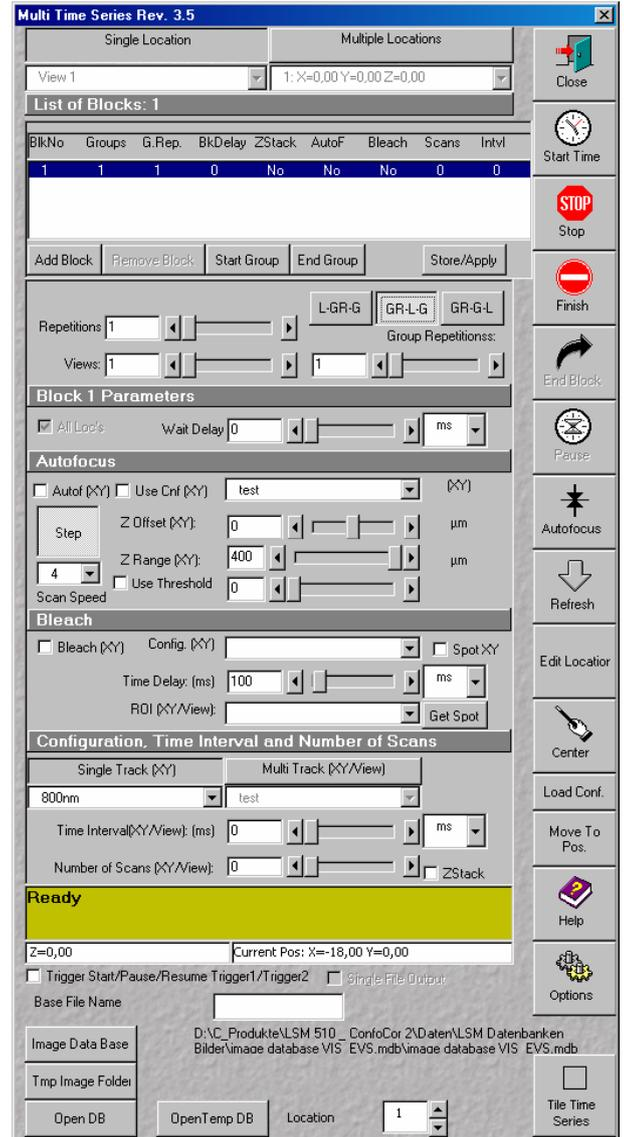 Multi Time Series Rev. 3.5
Single Location
Multiple Locations
Close
View 1
1: X=0,00 Y=0,00 Z=0,00
List of Blocks: 1
BlkNo Groups G.Rep. BkDelay ZStack AutoF Bleach Scans Intvl
1 1 1 0 No No No 0 0
Start Time
STOP
Stop
Add Block
Remove Block
Start Group
End Group
Store/Apply
Finish
L-GR-G
GR-L-G
GR-G-L
Repetitions 1
Group Repetitionss:
Views: 1
1
End Block
Block 1 Parameters
All Loc's
Wait Delay 0
ms
Pause
Autofocus
Autof (XY)
Use Cnf (XY)
test
(XY)
Step
Z Offset (XY): 0
µm
Autofocus
Z Range (XY): 400
µm
4
Use Threshold 0
Scan Speed
Refresh
Bleach
Bleach (XY)
Config. (XY)
Spot XY
Time Delay: (ms) 100
ms
Edit Location
ROI (XY/View):
Get Spot
Configuration, Time Interval and Number of Scans
Center
Single Track (XY)
Multi Track (XY/View)
800nm
test
Load Conf.
Time Interval(XY/View): (ms) 0
ms
Move To
Pos.
Number of Scans (XY/View): 0
ZStack
Ready
Help
Z=0,00
Current Pos: X=-18,00 Y=0,00
Trigger Start/Pause/Resume Trigger1/Trigger2
Single File Output
Options
Base File Name
Image Data Base
D:\C_Produkte\LSM 510 _ ConfoCor 2\Daten\LSM Datenbanken
Bilder\image database VIS EVS.mdb\image database VIS EVS.mdb
Tmp Image Folder
Open DB
OpenTemp DB
Location
1
Tile Time
Series